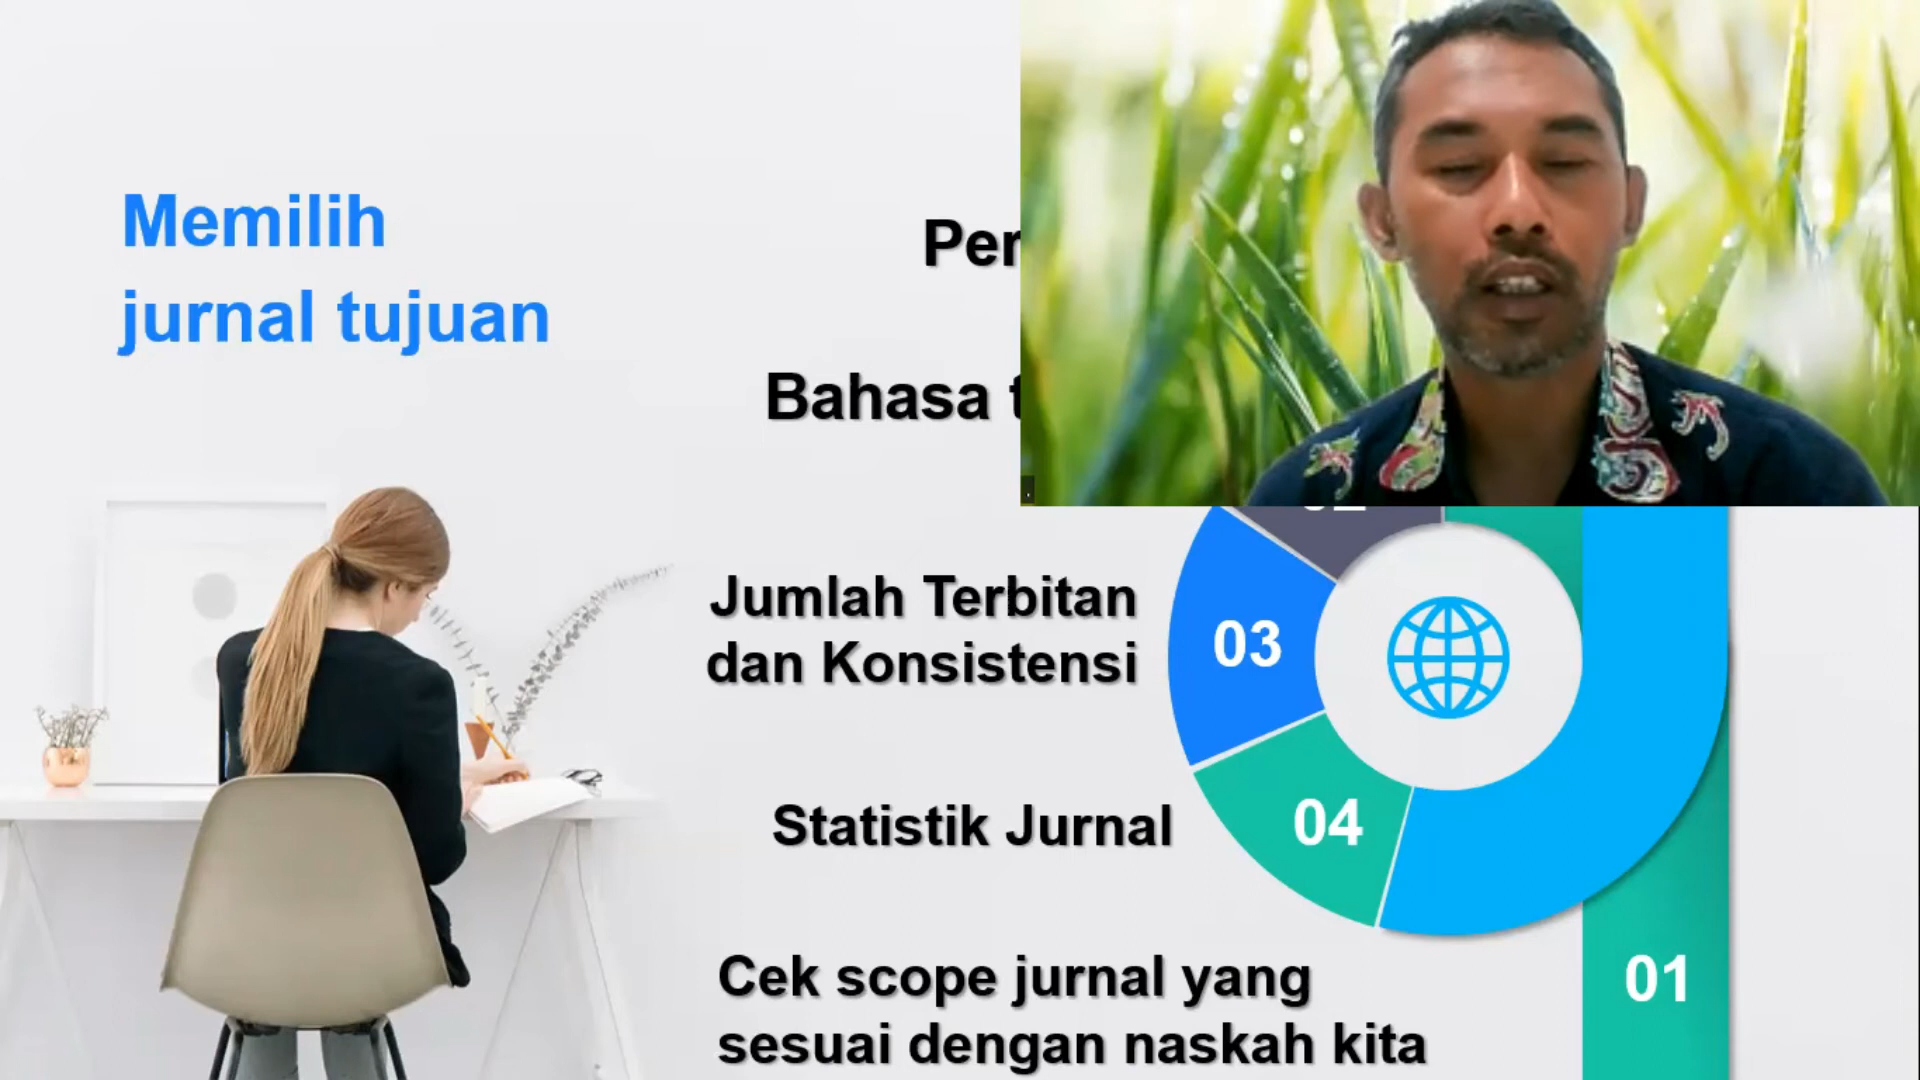 Memilih
jurnal tujuan
Bahasa
Jumlah Terbitan
dan Konsistensi
03
Statistik Jurnal
04
Cek scope jurnal yang
sesuai dengan naskah kita
01